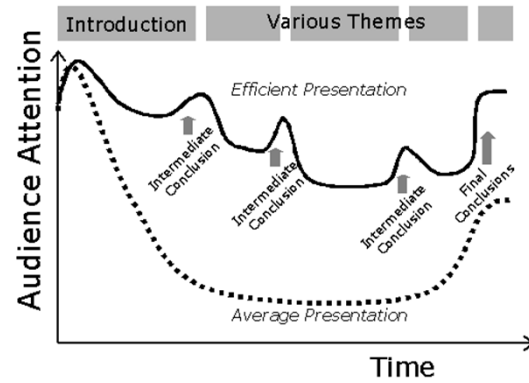 Introduction
Various Themes
Audience Attention
Efficient Presentation
Intermediate
Conclusion
Intermediate
Conclusion
Intermediate
Conclusion
Final
Conclusions
Average Presentation
Time